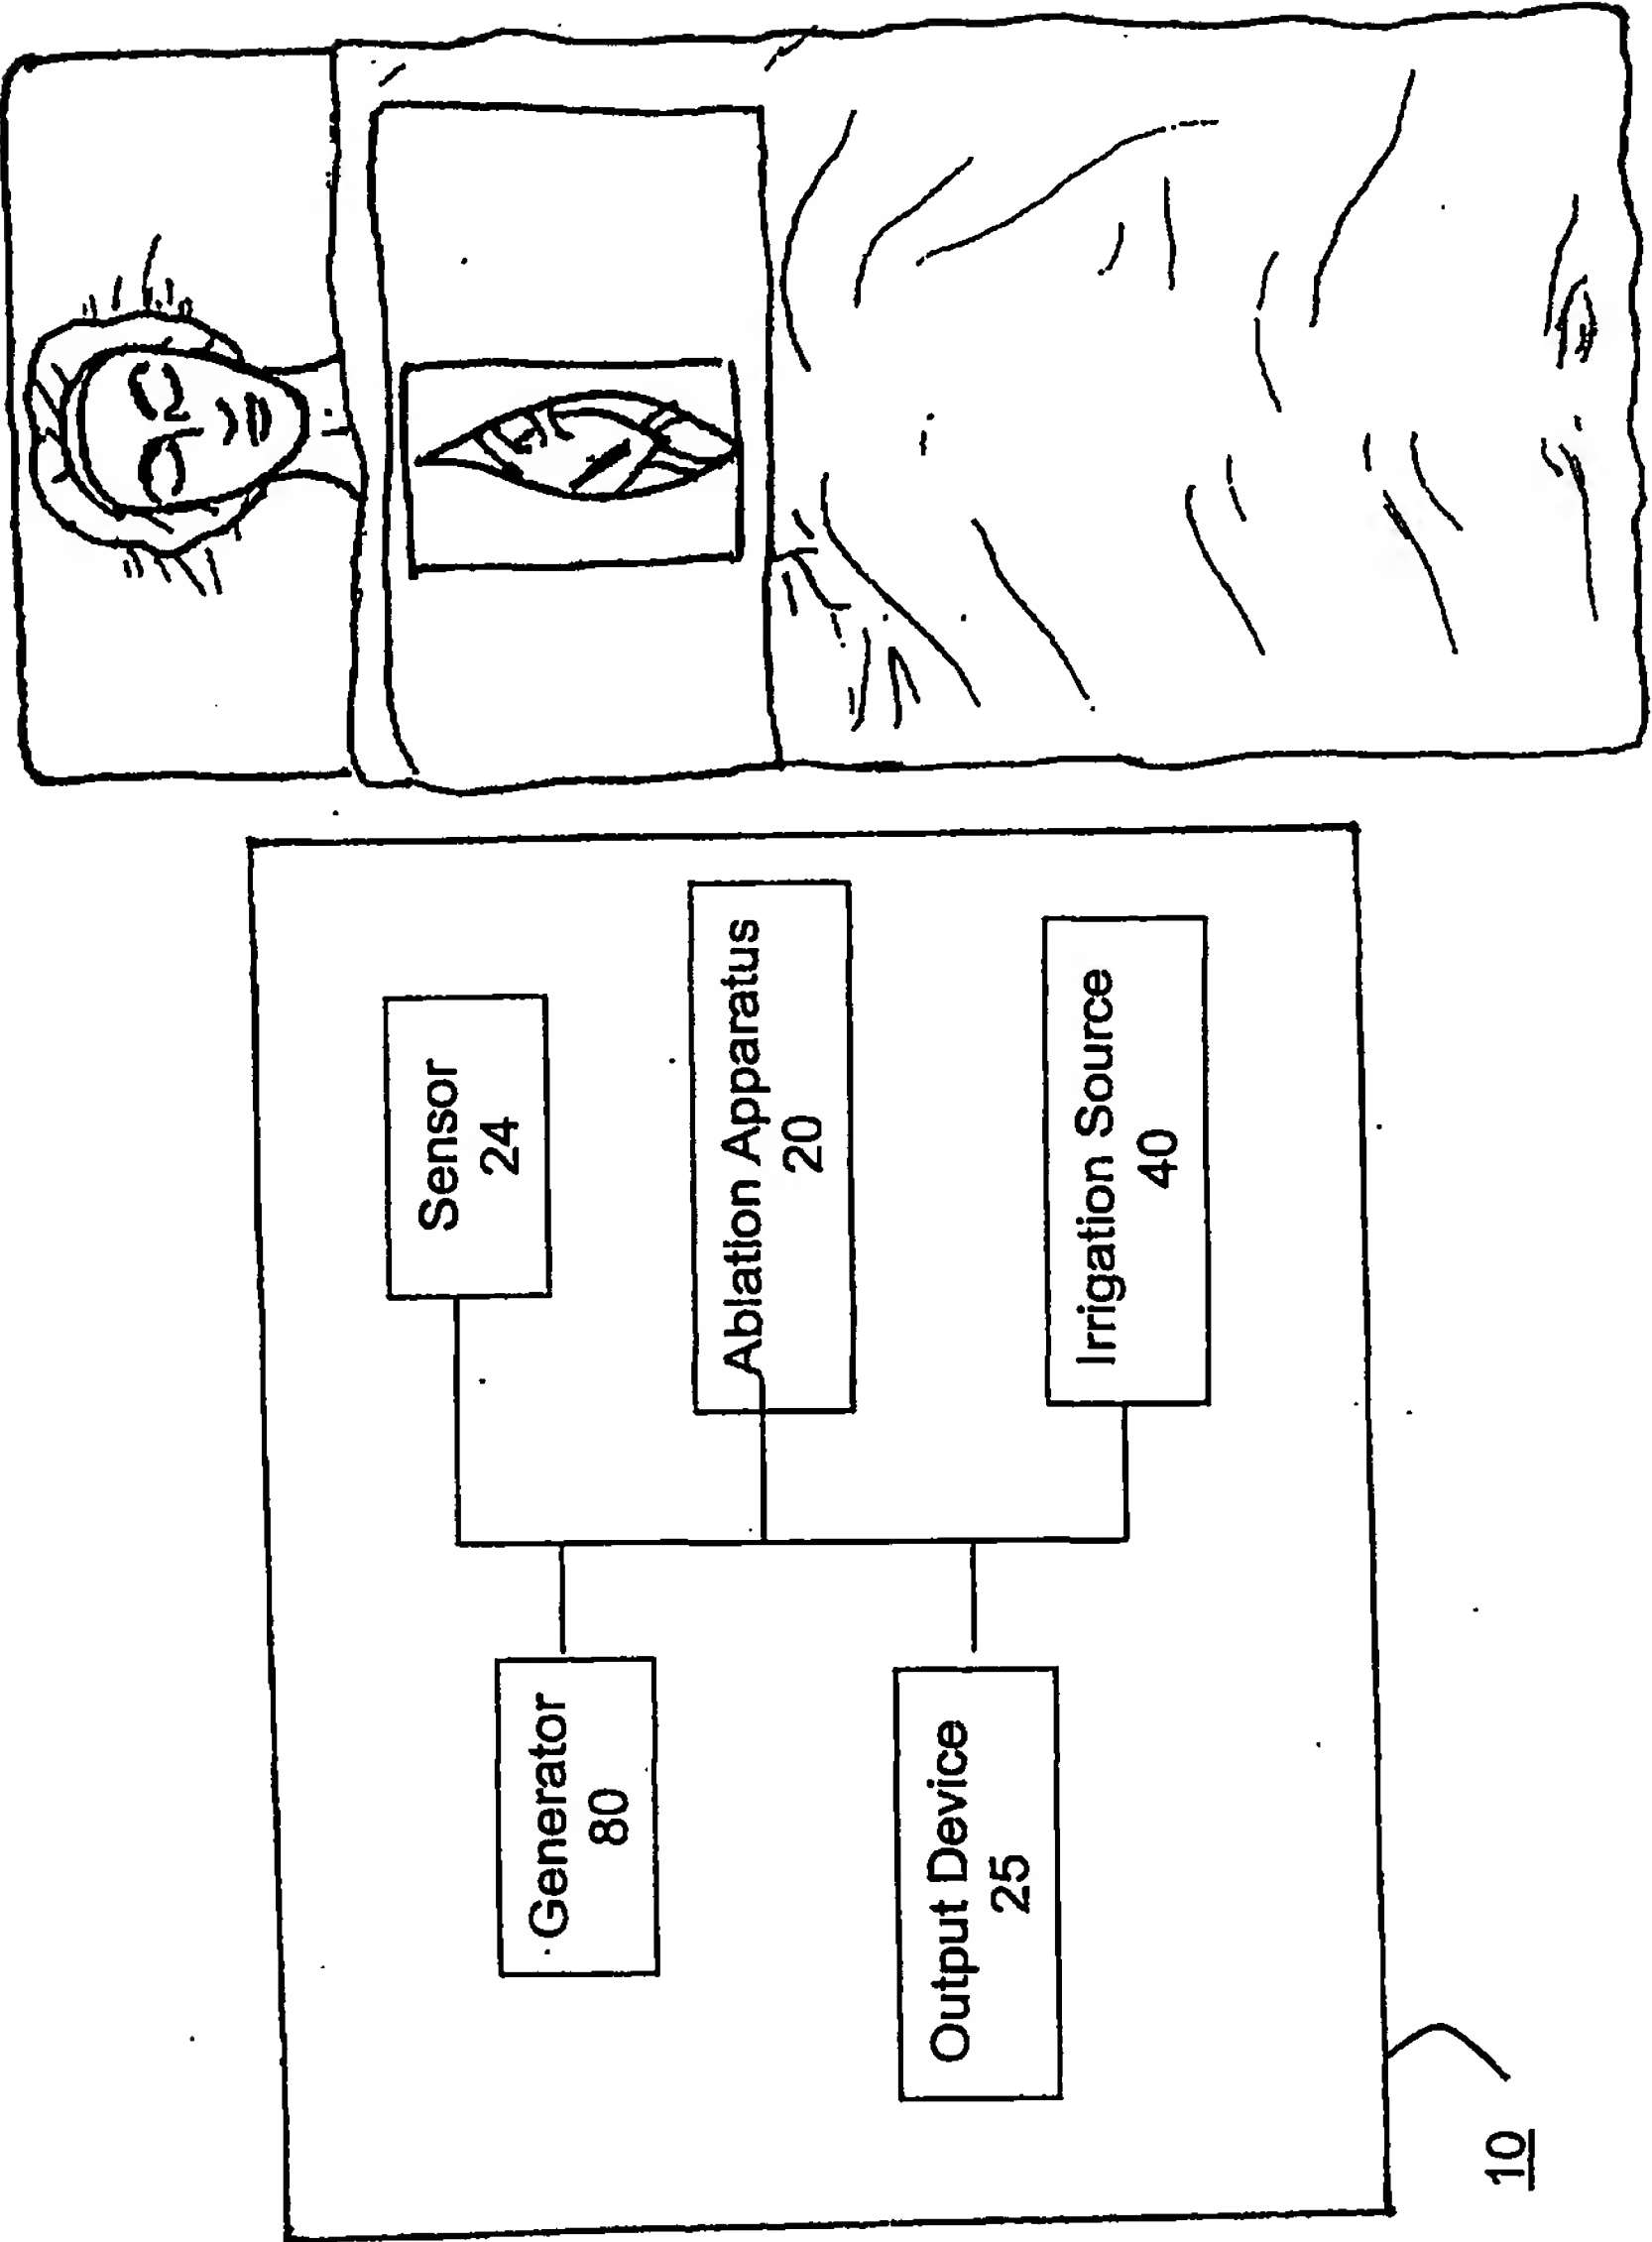 Generator
80
Output Device
25
Sensor
24
Ablation Apparatus
20
Irrigation Source
40
10